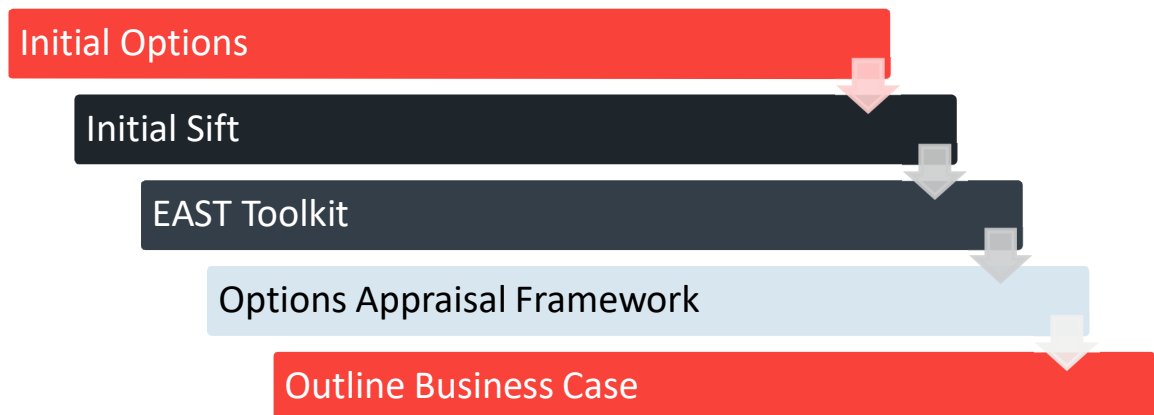 Initial Options
Initial Sift
EAST Toolkit
Options Appraisal Framework
Outline Business Case